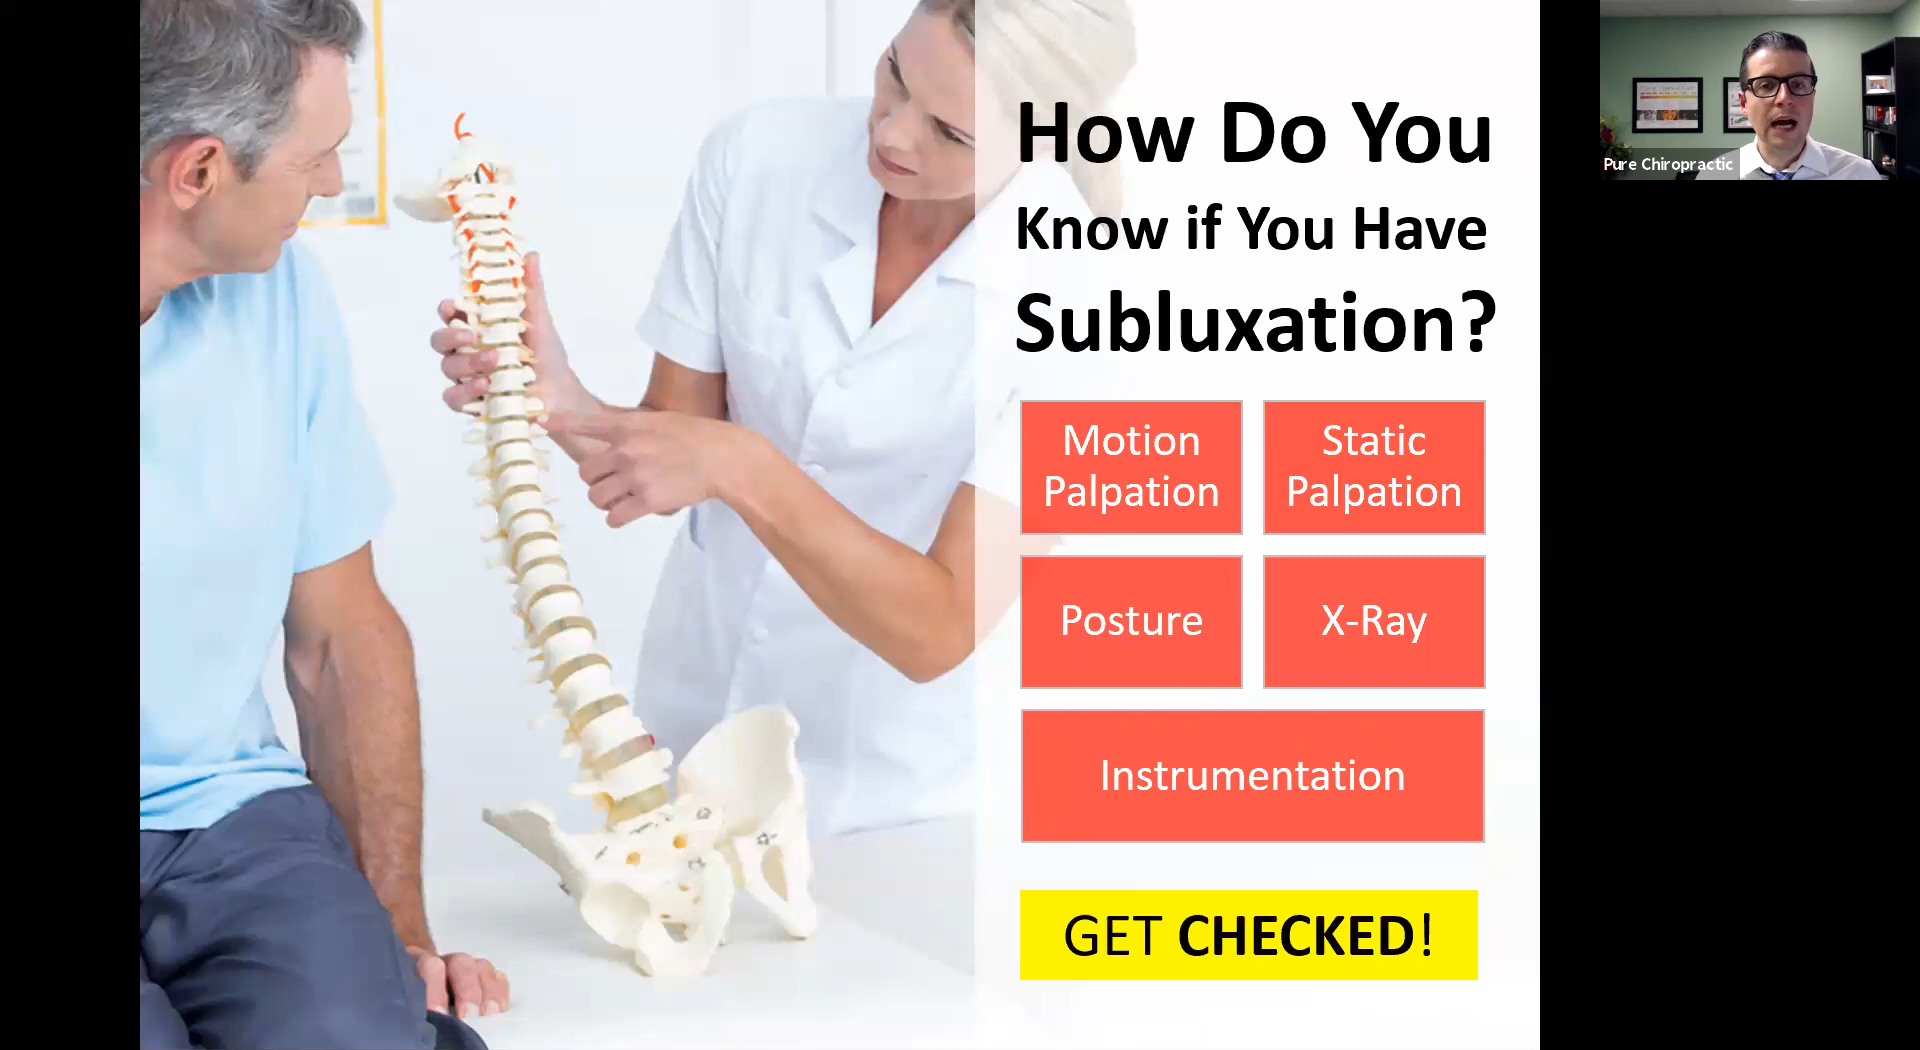 How Do You
Know if You Have
Subluxation?
Motion
Palpation
Static
Palpation
Posture
X-Ray
Instrumentation
GET CHECKED!
Pure Chiropractic